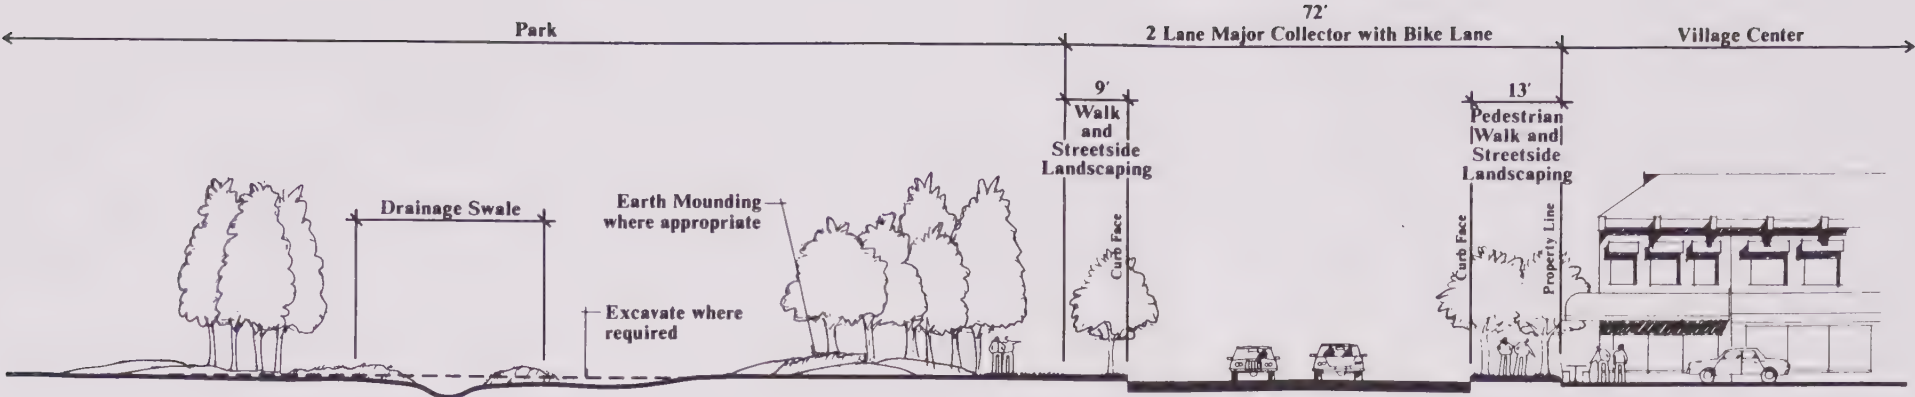 Park
72′
2 Lane Major Collector with Bike Lane
Village Center
9′
Walk
and
Streetside
Landscaping
13′
Pedestrian
Walk and
Streetside
Landscaping
Drainage Swale
Earth Mounding
where appropriate
Excavate where
required
Curb Face
Curb Face
Property Line